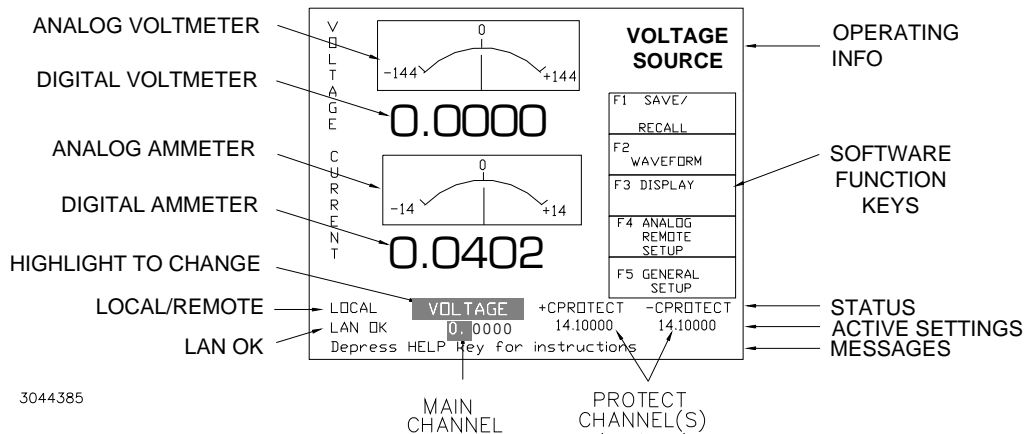 ANALOG VOLTMETER
DIGITAL VOLTMETER
ANALOG AMMETER
DIGITAL AMMETER
HIGHLIGHT TO CHANGE
LOCAL/REMOTE
LAN OK
VOLTAGE
CURRENT
0
-144
+144
0.0000
0
-14
+14
0.0402
VOLTAGE
SOURCE
F1 SAVE/
RECALL
F2
WAVEFORM
F3 DISPLAY
F4 ANALOG
REMOTE
SETUP
F5 GENERAL
SETUP
LOCAL VOLTAGE +CPROTECT -CPROTECT
LAN OK 0.0000 14.10000 14.10000
Depress HELP key for instructions
OPERATING
INFO
SOFTWARE
FUNCTION
KEYS
STATUS
ACTIVE SETTINGS
MESSAGES
MAIN
CHANNEL
PROTECT
CHANNEL(S)
3044385